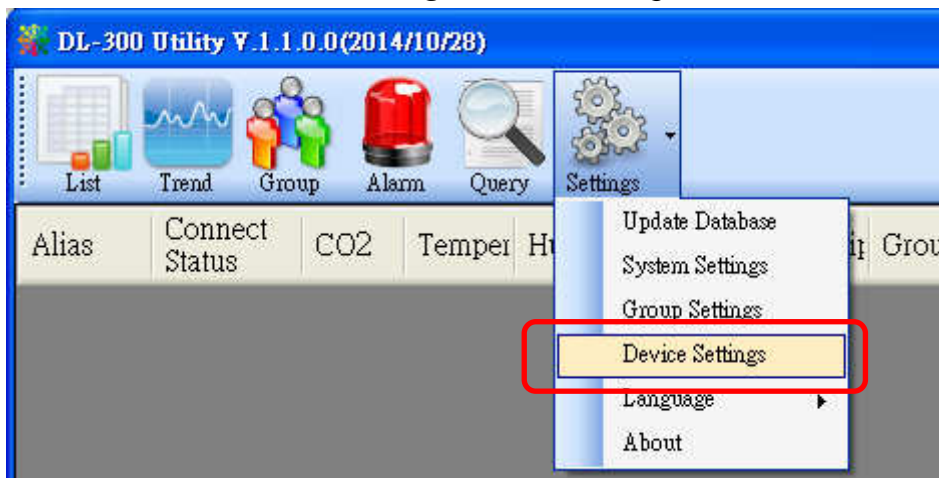 DL-300 Utility V.1.1.0.0(2014/10/28)
List Trend Group Alarm Query Settings
Alias Connect Status CO2
Update Database
System Settings
Group Settings
Device Settings
Language
About